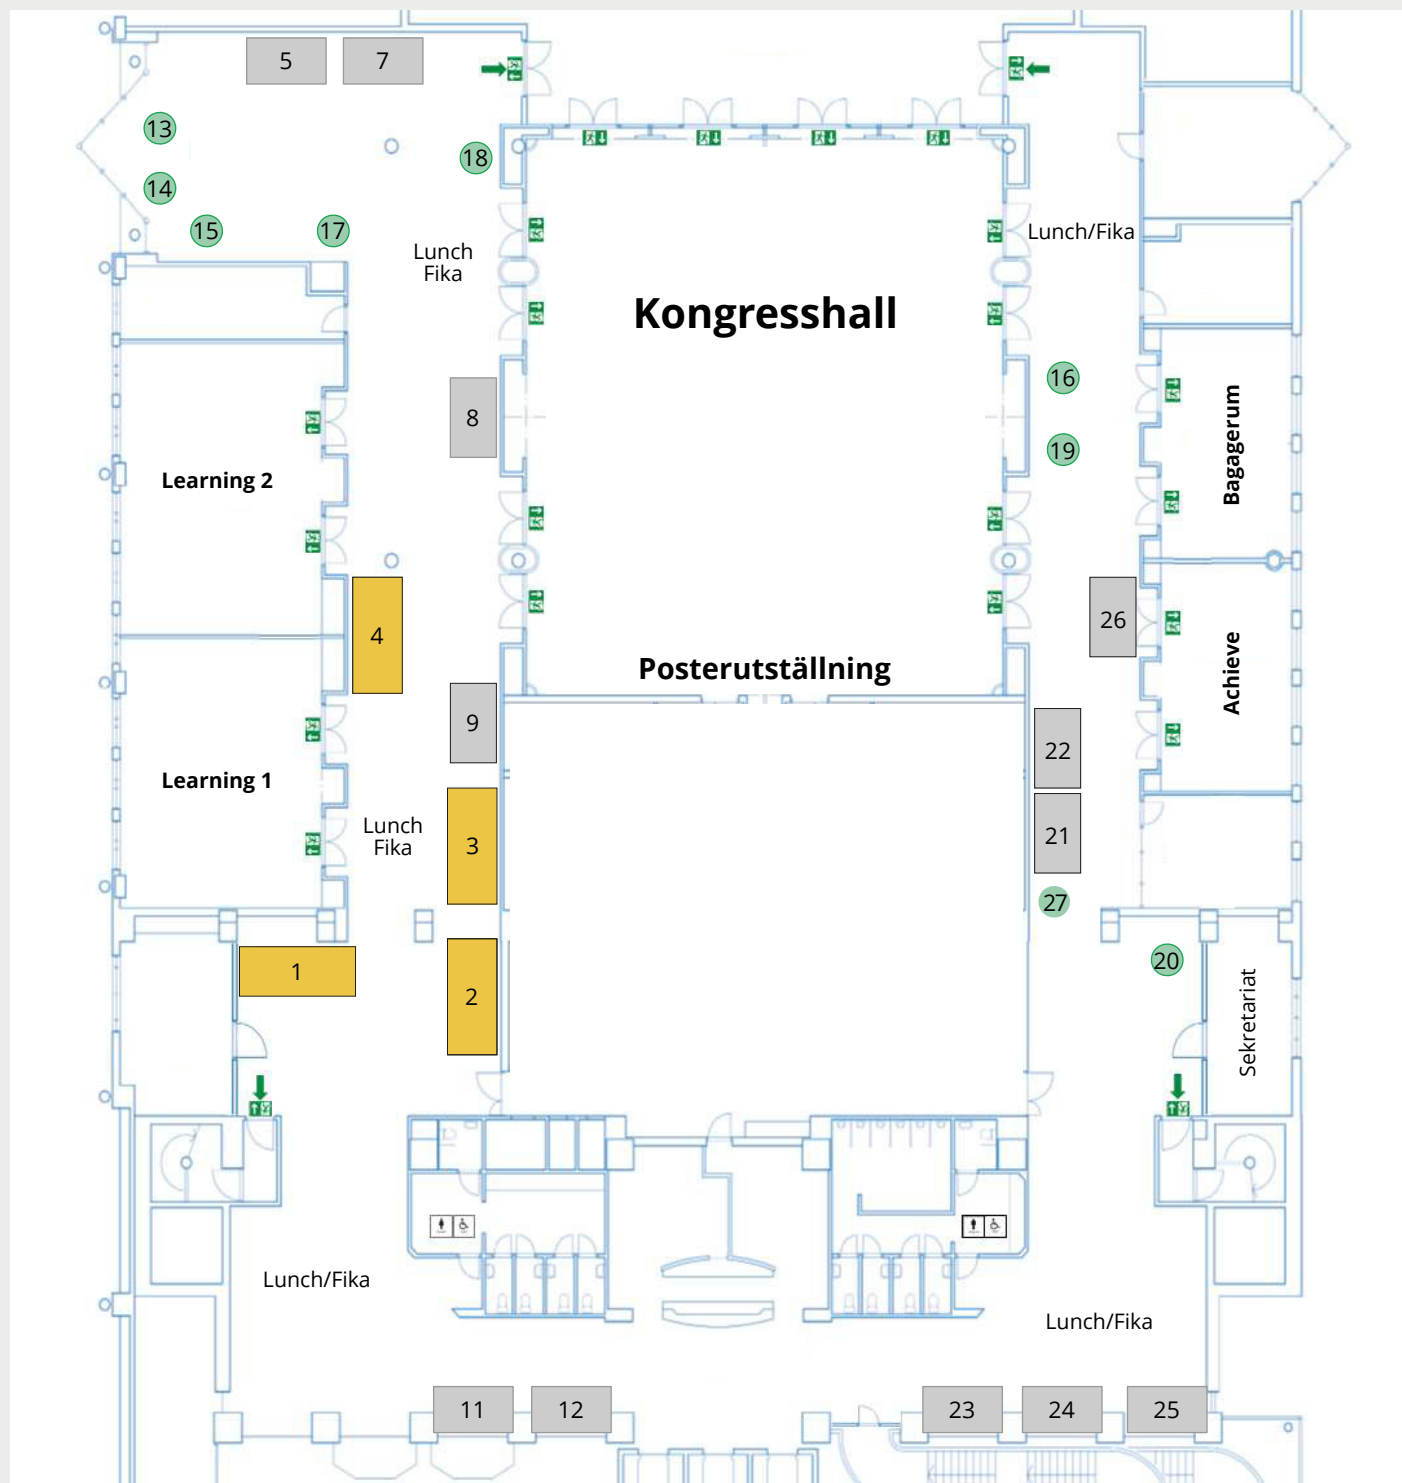 5
7
13
18
14
15
17
Lunch/Fika
Lunch
Fika
Kongresshall
16
8
Bagagerum
19
Learning 2
26
4
Posterutställning
Achieve
9
22
Learning 1
Lunch
Fika
3
21
27
20
1
2
Sekretariat
Lunch/Fika
Lunch/Fika
11
12
23
24
25